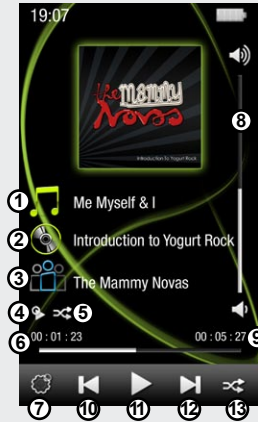 19:07
the mammy Novas
Introduction to Yogurt Rock
8
1 Me Myself & I
2 Introduction to Yogurt Rock
3 The Mammy Novas
4 5
6 00 : 01 : 23 00 : 05 : 27 9
7 10 11 12 13